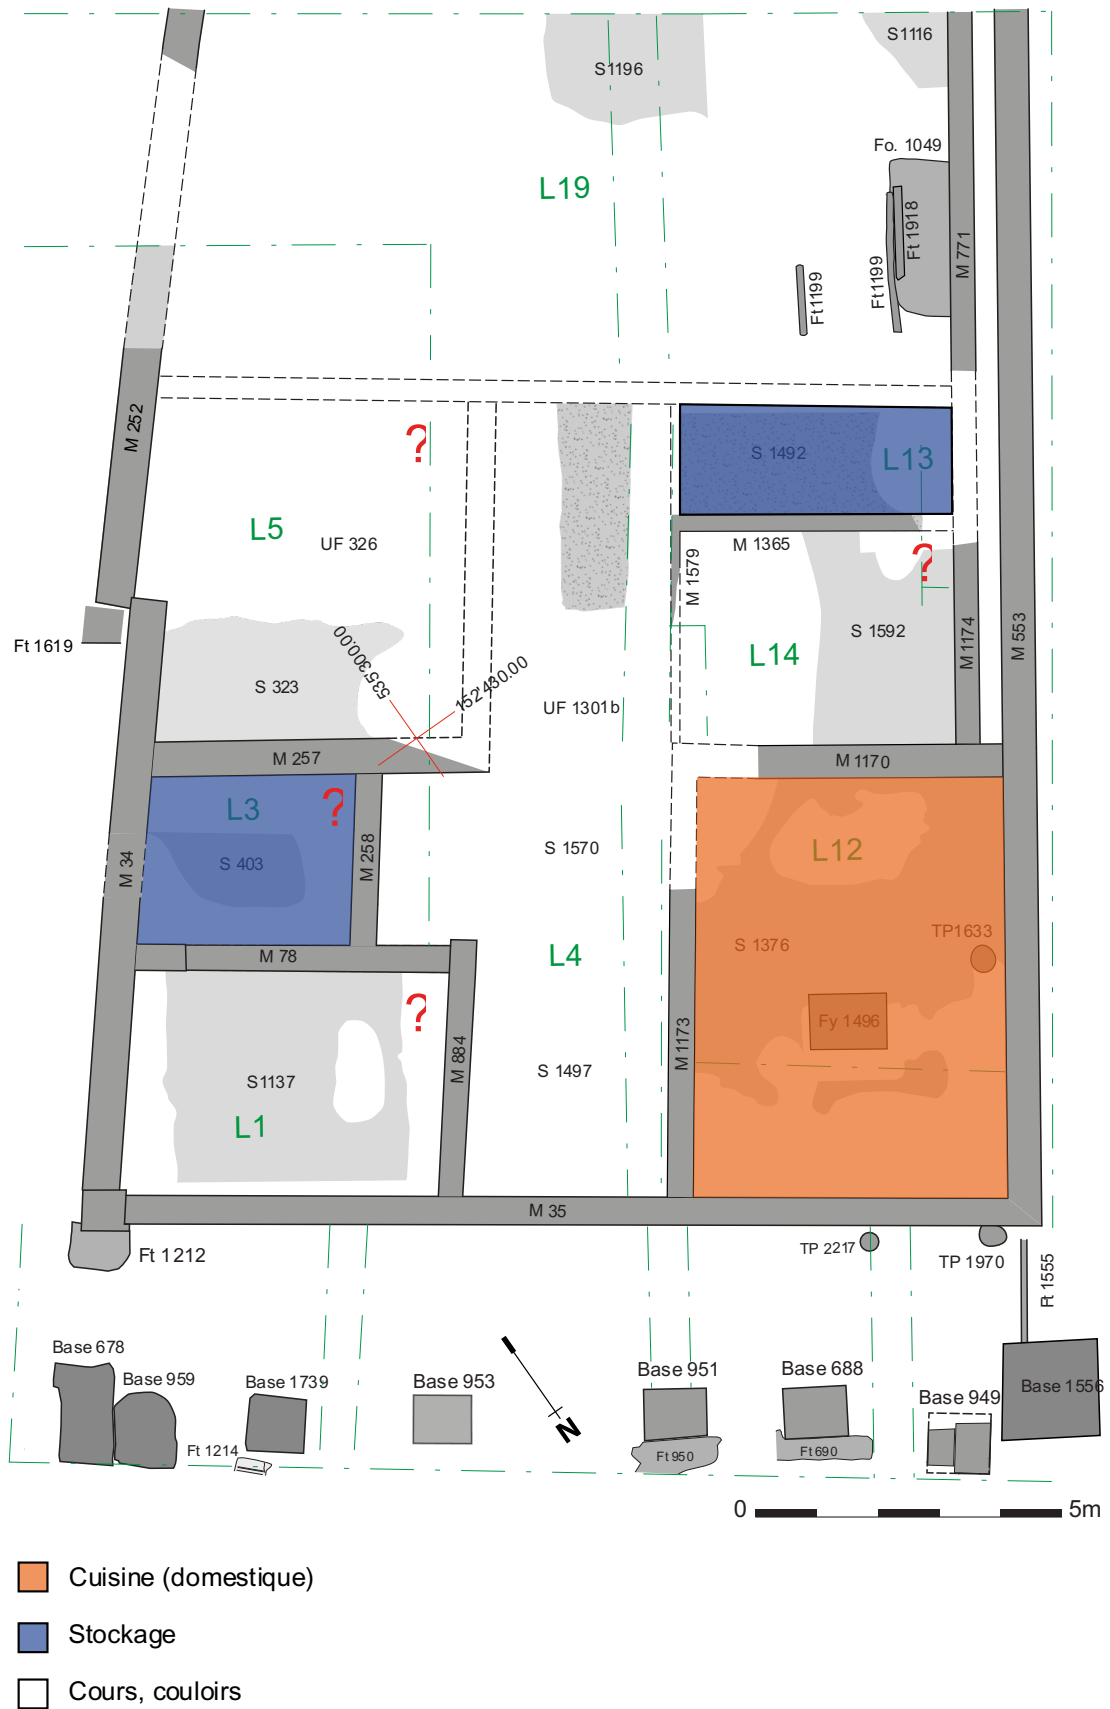 S1116
S1196
Fo. 1049
L19
Ft 1918
M 771
Ft1199
Ft1199
M 252
?
S 1492
L13
L5
UF 326
M 1365
?
M 1579
Ft 1619
S 1592
M 1174
M 553
L14
535'300.00
152'430.00
S 323
UF 1301b
M 257
M 1170
L3
?
S 403
M 258
M 34
S 1570
L12
TP1633
S 1376
M 78
L4
?
Fy 1496
M 884
M 1173
S1137
S 1497
L1
M 35
Ft 1212
TP 2217
TP 1970
Ft 1555
Base 678
Base 959
Base 1739
Base 953
Base 951
Base 688
Base 949
Base 1556
N
Ft 1214
Ft 950
Ft 690
0 5m
Cuisine (domestique)
Stockage
Cours, couloirs